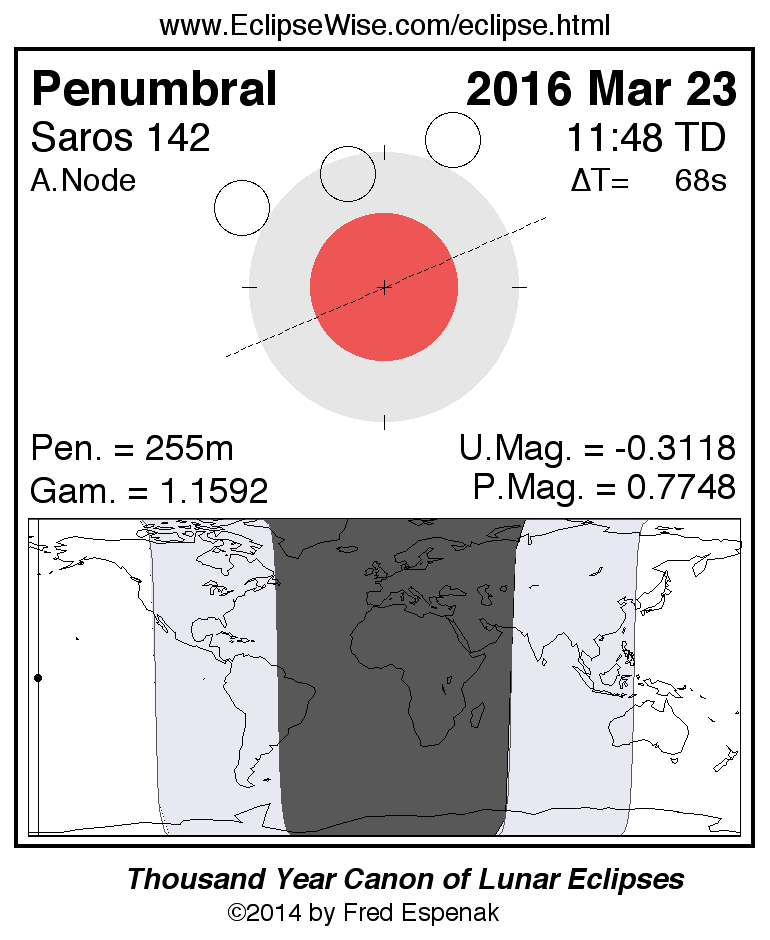 www.EclipseWise.com/eclipse.html
Penumbral 2016 Mar 23
Saros 142 11:48 TD
A.Node ΔT= 68s
Pen. = 255m U.Mag. = -0.3118
Gam. = 1.1592 P.Mag. = 0.7748
Thousand Year Canon of Lunar Eclipses
©2014 by Fred Espenak